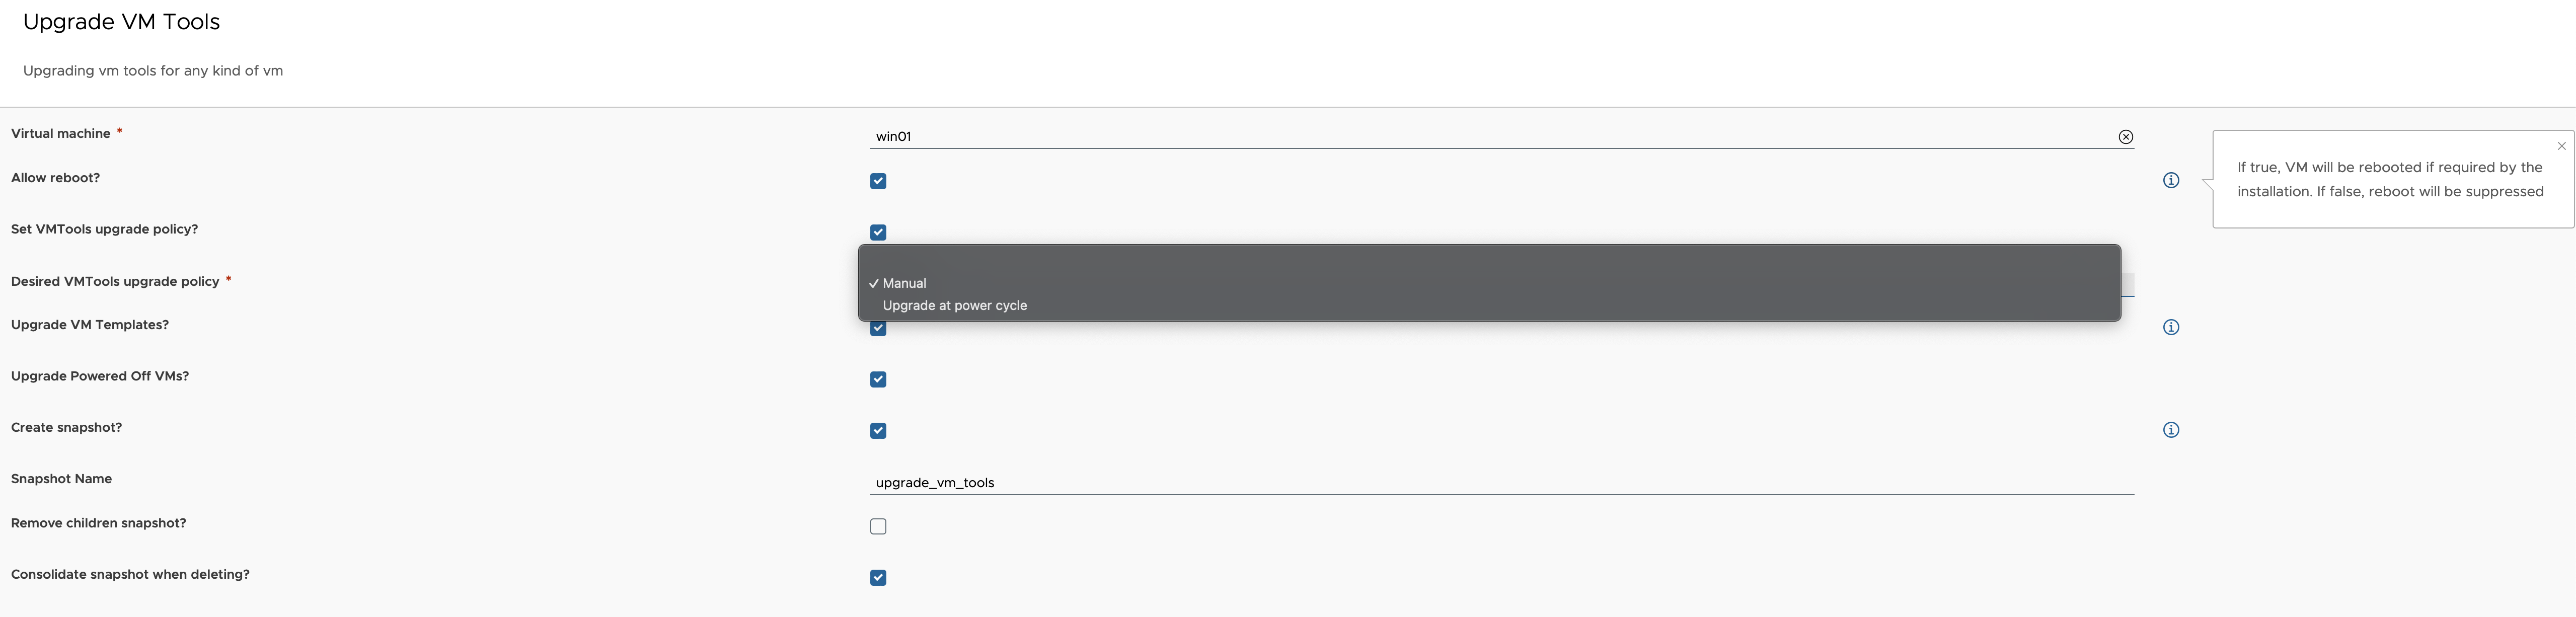 Upgrade VM Tools
Upgrading vm tools for any kind of vm
Virtual machine *
win01
Allow reboot?
If true, VM will be rebooted if required by the
installation. If false, reboot will be suppressed
Set VMTools upgrade policy?
Desired VMTools upgrade policy *
Manual
Upgrade at power cycle
Upgrade VM Templates?
Upgrade Powered Off VMs?
Create snapshot?
Snapshot Name
upgrade_vm_tools
Remove children snapshot?
Consolidate snapshot when deleting?